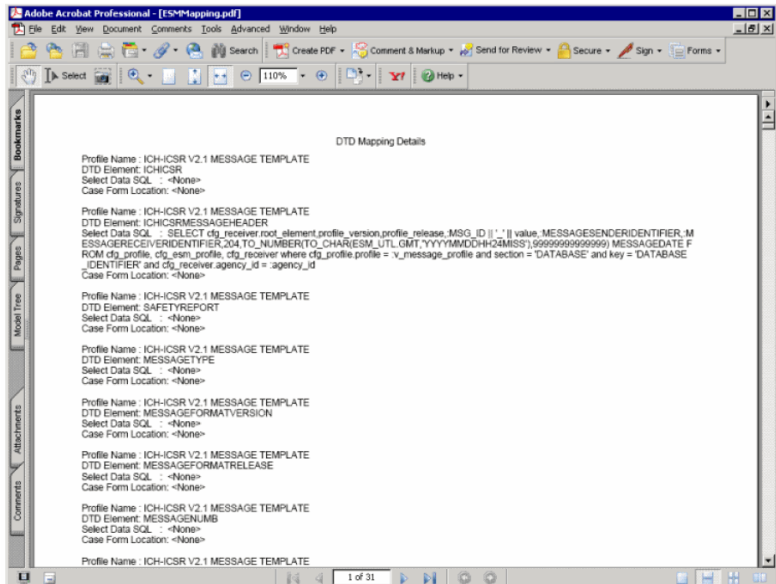 Adobe Acrobat Professional - [ESMMapping.pdf]
File Edit View Document Comments Tools Advanced Window Help
Search Create PDF Comment & Markup Send for Review Secure Sign Forms
Select 110% Y! Help
Bookmarks
Signatures
Pages
Model Tree
Attachments
Comments
DTD Mapping Details
Profile Name : ICH-ICSR V2.1 MESSAGE TEMPLATE
DTD Element: ICHICSR
Select Data SQL : <None>
Case Form Location: <None>
Profile Name : ICH-ICSR V2.1 MESSAGE TEMPLATE
DTD Element: ICHICSRMESSAGEHEADER
Select Data SQL : SELECT cfg_receiver.root_element,profile_version,profile_release,:MSG_ID || '_' || value,:MESSAGESENDERIDENTIFIER,:M
ESSAGERECEIVERIDENTIFIER,204,TO_NUMBER(TO_CHAR(ESM_UTL.GMT,'YYYYMMDDHH24MISS'),99999999999999) MESSAGEDATE F
ROM cfg_profile, cfg_esm_profile, cfg_receiver where cfg_profile.profile = :v_message_profile and section = 'DATABASE' and key = 'DATABASE
_IDENTIFIER' and cfg_receiver.agency_id = :agency_id
Case Form Location: <None>
Profile Name : ICH-ICSR V2.1 MESSAGE TEMPLATE
DTD Element: SAFETYREPORT
Select Data SQL : <None>
Case Form Location: <None>
Profile Name : ICH-ICSR V2.1 MESSAGE TEMPLATE
DTD Element: MESSAGETYPE
Select Data SQL : <None>
Case Form Location: <None>
Profile Name : ICH-ICSR V2.1 MESSAGE TEMPLATE
DTD Element: MESSAGEFORMATVERSION
Select Data SQL : <None>
Case Form Location: <None>
Profile Name : ICH-ICSR V2.1 MESSAGE TEMPLATE
DTD Element: MESSAGEFORMATRELEASE
Select Data SQL : <None>
Case Form Location: <None>
Profile Name : ICH-ICSR V2.1 MESSAGE TEMPLATE
DTD Element: MESSAGENUMB
Select Data SQL : <None>
Case Form Location: <None>
Profile Name : ICH-ICSR V2.1 MESSAGE TEMPLATE
1 of 31